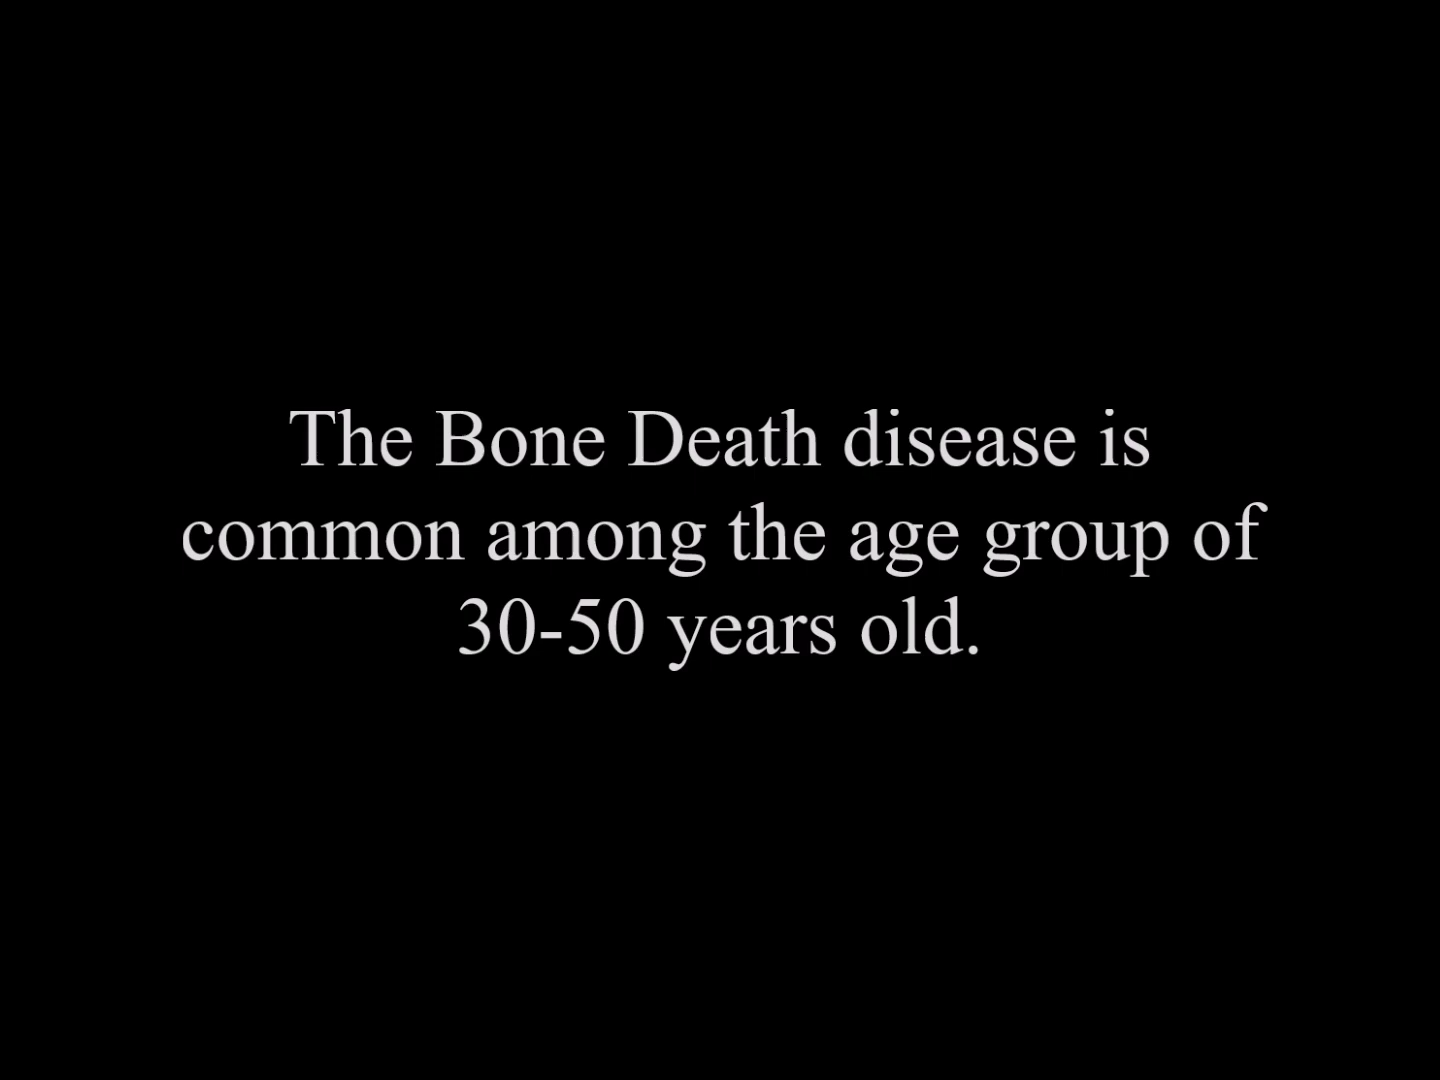 The Bone Death disease is
common among the age group of
30-50 years old.